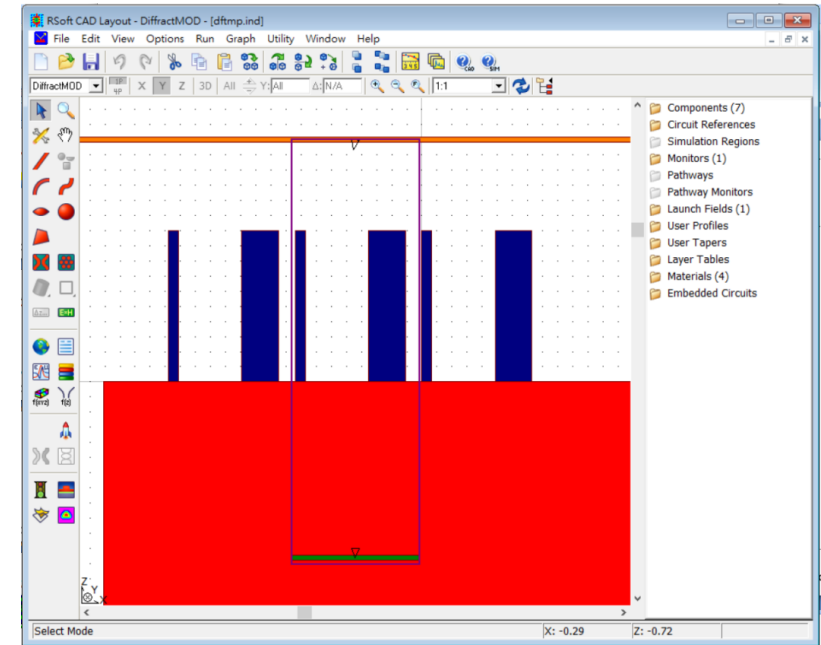 RSoft CAD Layout - DiffractMOD - [dftmp.ind]
File Edit View Options Run Graph Utility Window Help
DiffractMOD X Y Z 3D All Y: All Δ: N/A 1:1
Components (7)
Circuit References
Simulation Regions
Monitors (1)
Pathways
Pathway Monitors
Launch Fields (1)
User Profiles
User Tapers
Layer Tables
Materials (4)
Embedded Circuits
f(xyz) f(z)
Z
Y
X
Select Mode X: -0.29 Z: -0.72